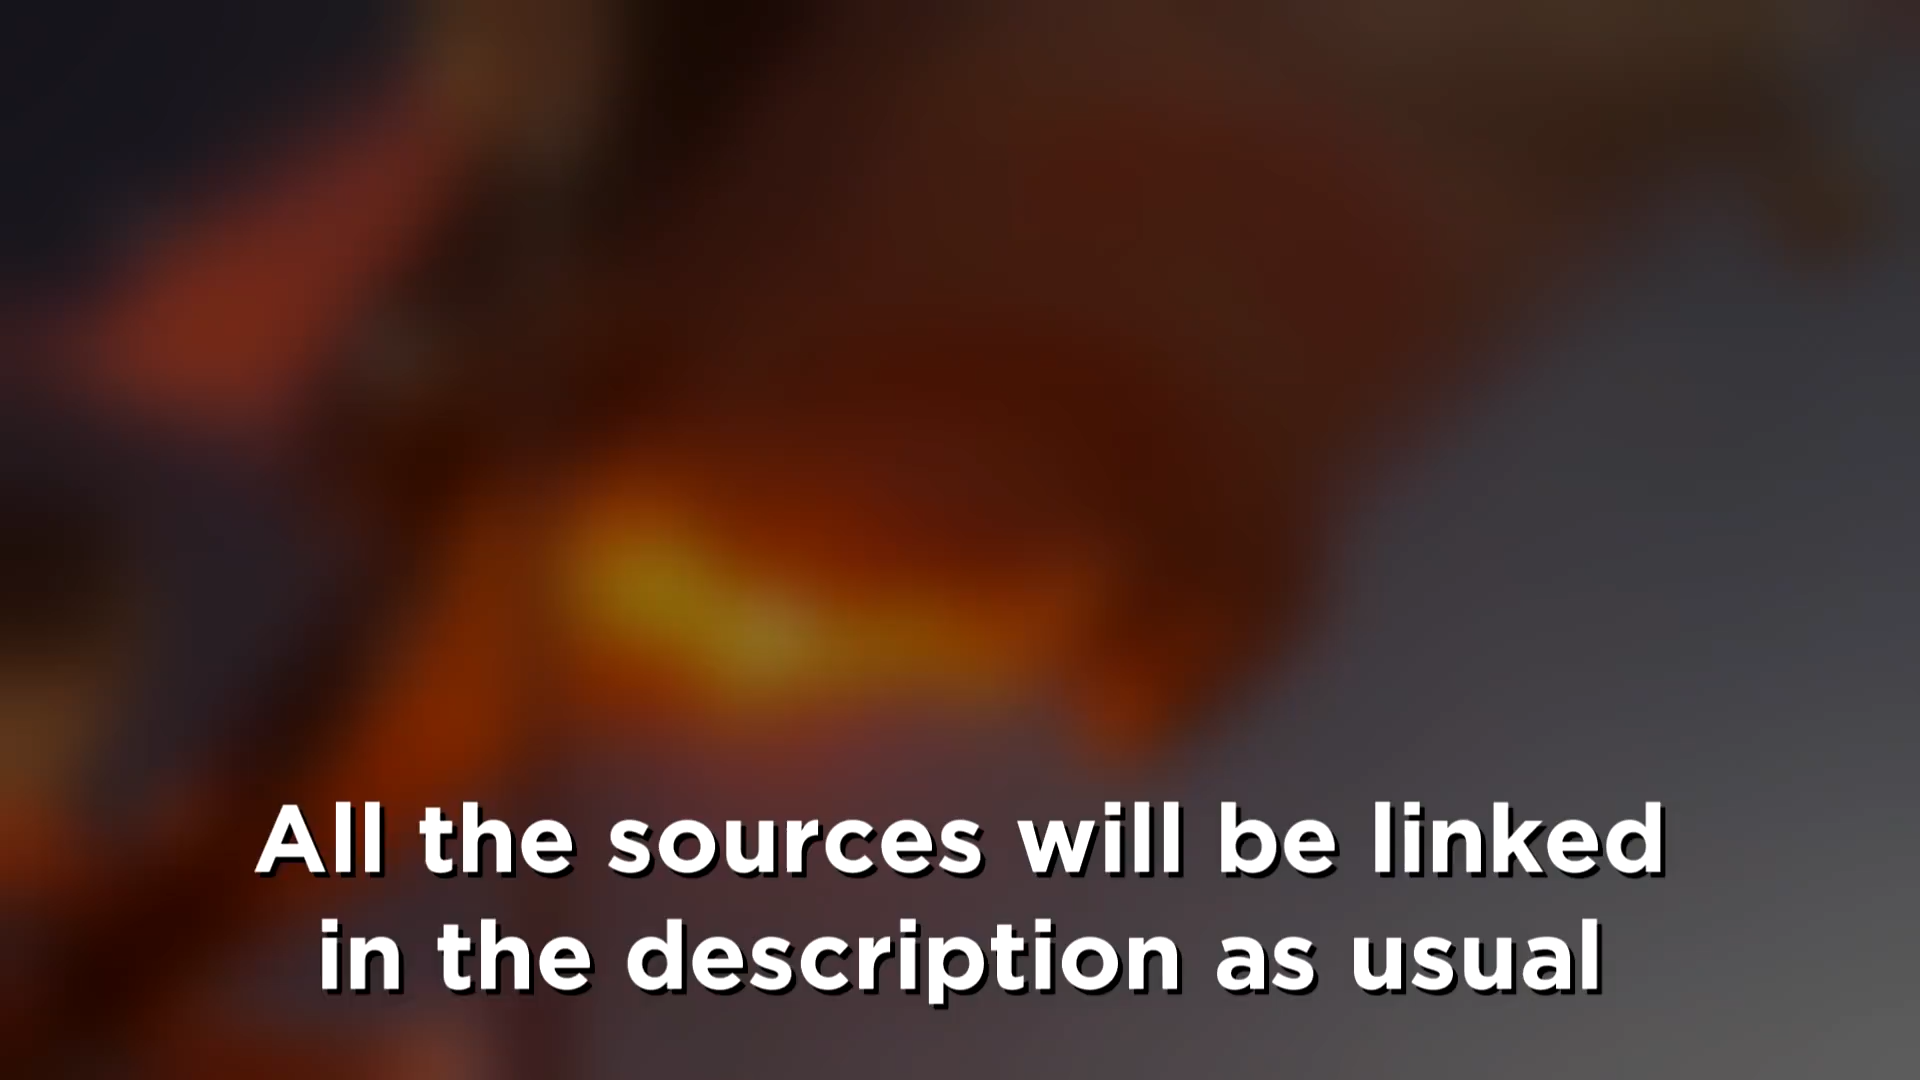 All the sources will be linked
in the description as usual